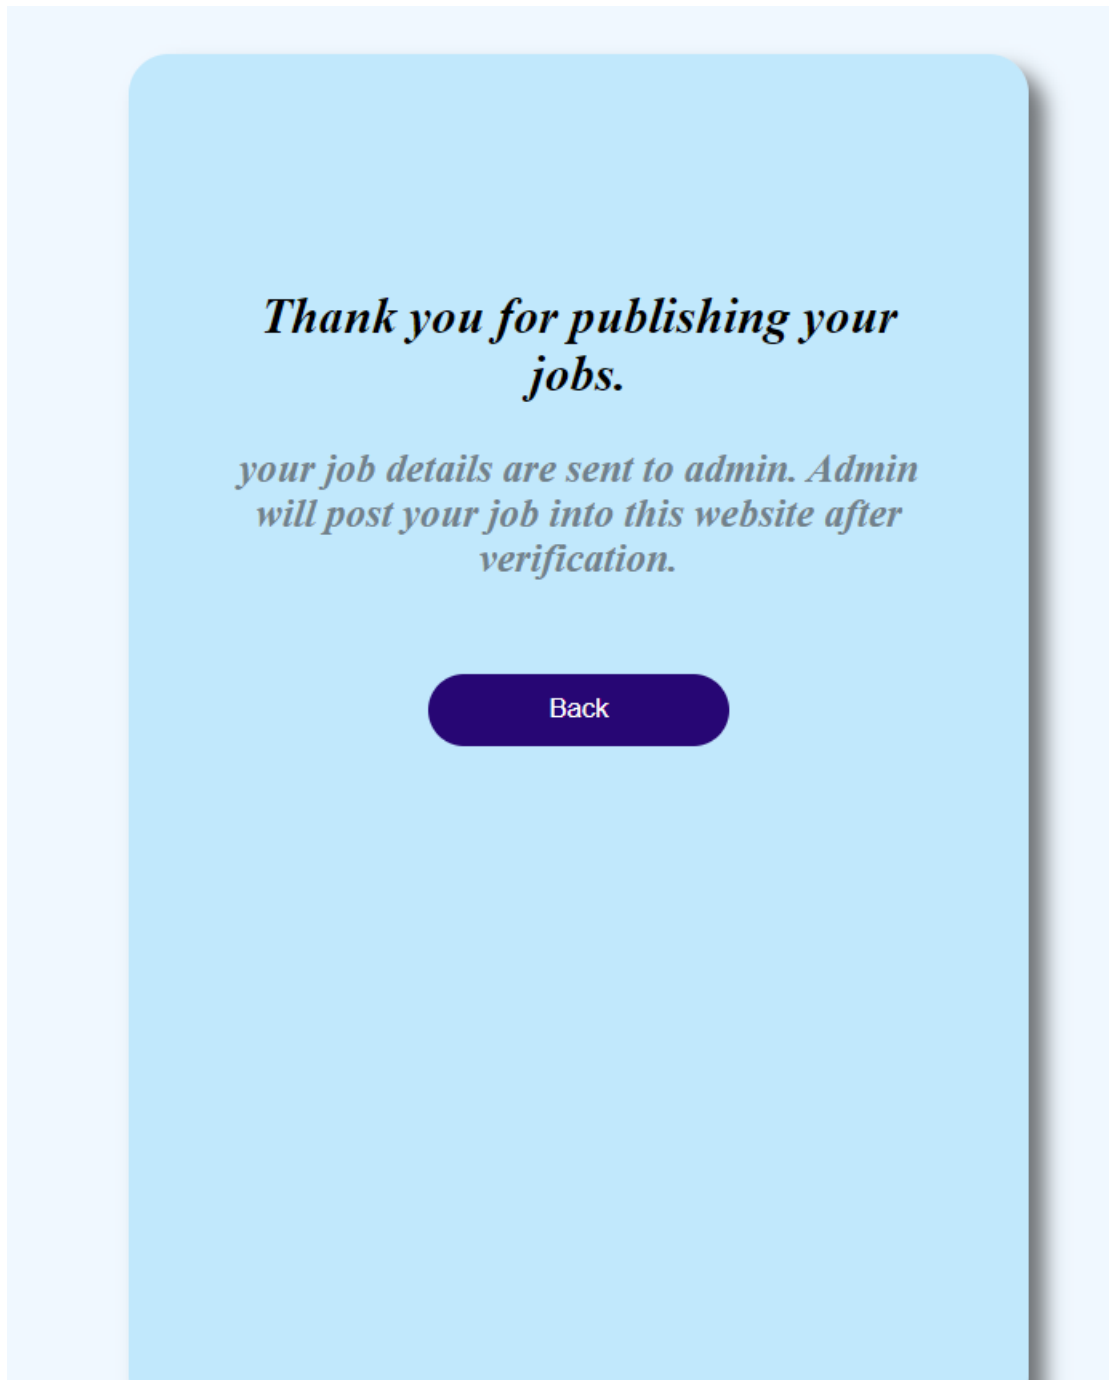 Thank you for publishing your
jobs.
your job details are sent to admin. Admin
will post your job into this website after
verification.
Back